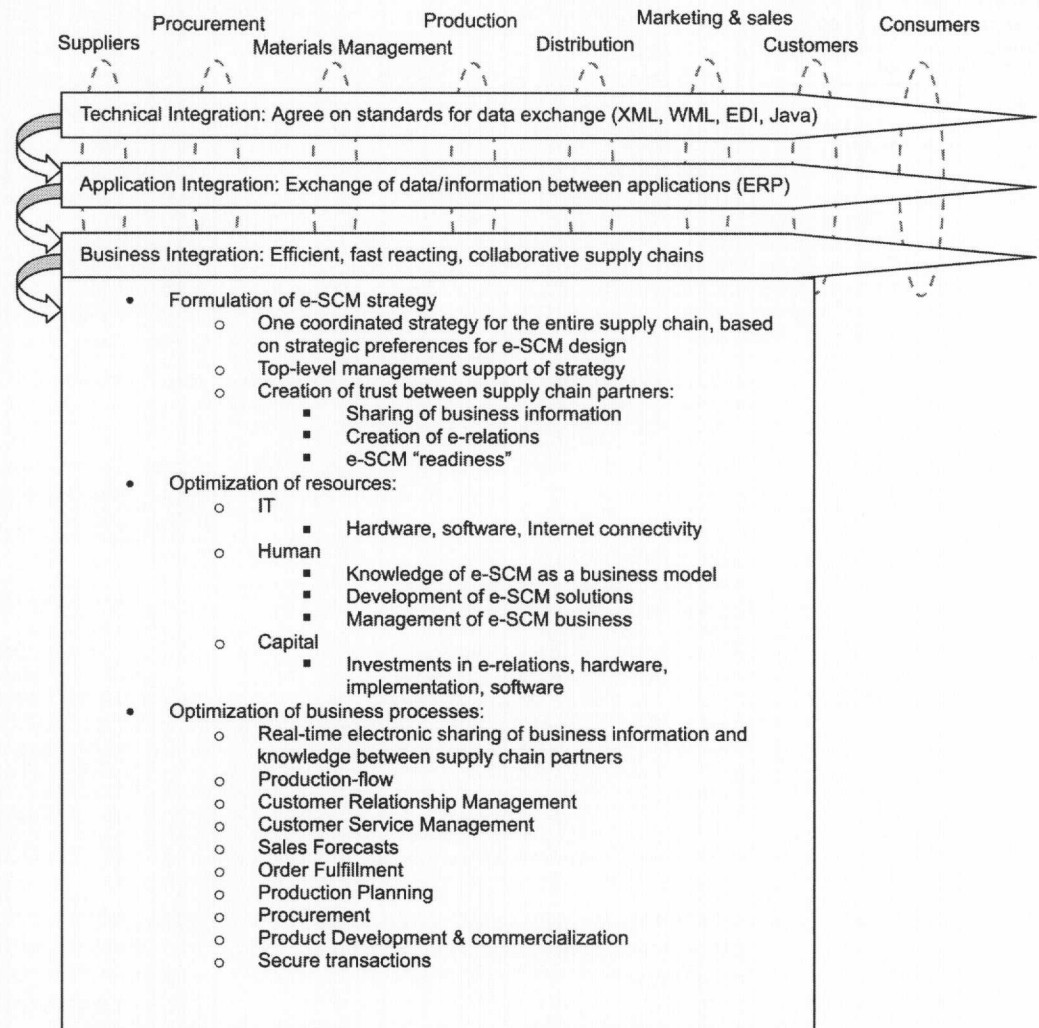 Suppliers
Procurement
Materials Management
Production
Distribution
Marketing & sales
Customers
Consumers
Technical Integration: Agree on standards for data exchange (XML, WML, EDI, Java)
Application Integration: Exchange of data/information between applications (ERP)
Business Integration: Efficient, fast reacting, collaborative supply chains
• Formulation of e-SCM strategy
○ One coordinated strategy for the entire supply chain, based
on strategic preferences for e-SCM design
○ Top-level management support of strategy
○ Creation of trust between supply chain partners:
▪ Sharing of business information
▪ Creation of e-relations
▪ e-SCM “readiness”
• Optimization of resources:
○ IT
▪ Hardware, software, Internet connectivity
○ Human
▪ Knowledge of e-SCM as a business model
▪ Development of e-SCM solutions
▪ Management of e-SCM business
○ Capital
▪ Investments in e-relations, hardware,
implementation, software
• Optimization of business processes:
○ Real-time electronic sharing of business information and
knowledge between supply chain partners
○ Production-flow
○ Customer Relationship Management
○ Customer Service Management
○ Sales Forecasts
○ Order Fulfillment
○ Production Planning
○ Procurement
○ Product Development & commercialization
○ Secure transactions